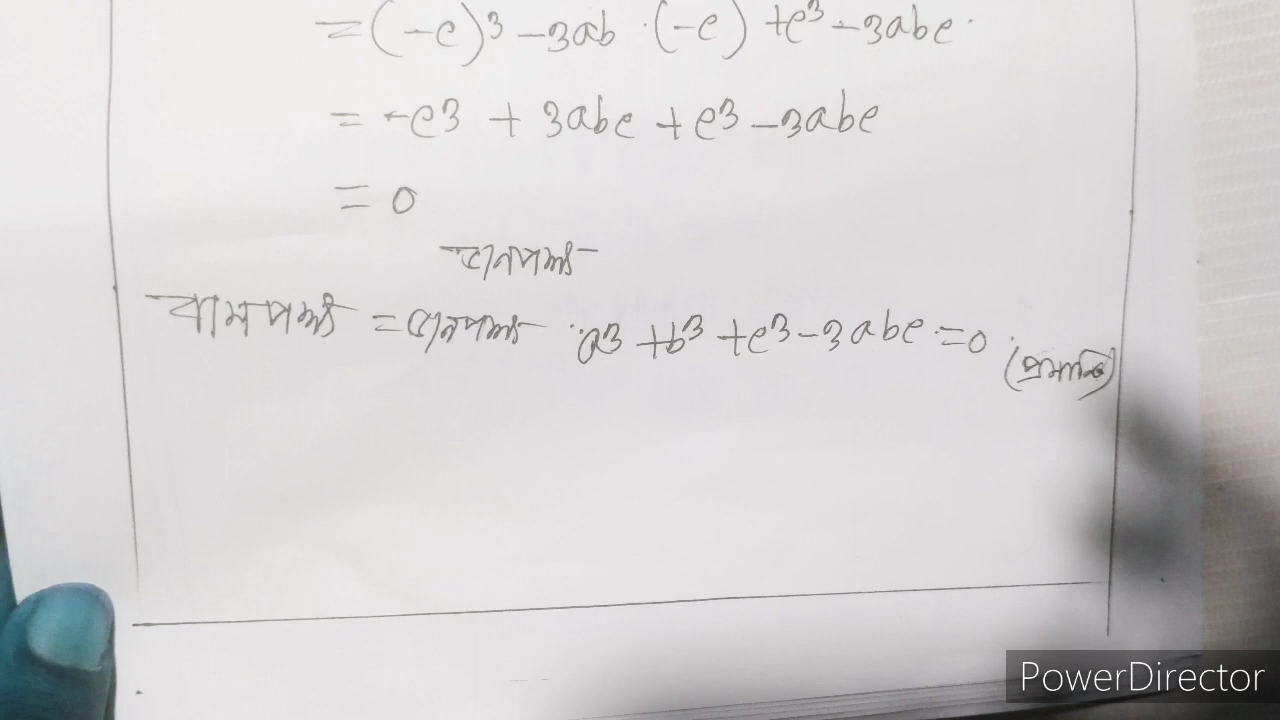 = (-c)³ - 3ab · (-c) + c³ - 3abc.
= -c3 + 3abc + c3 - 3abc
= 0
ডানপক্ষ
বামপক্ষ = ডানপক্ষ ∴ a3 + b3 + c3 - 3abc = 0 (প্রমাণিত)
PowerDirector